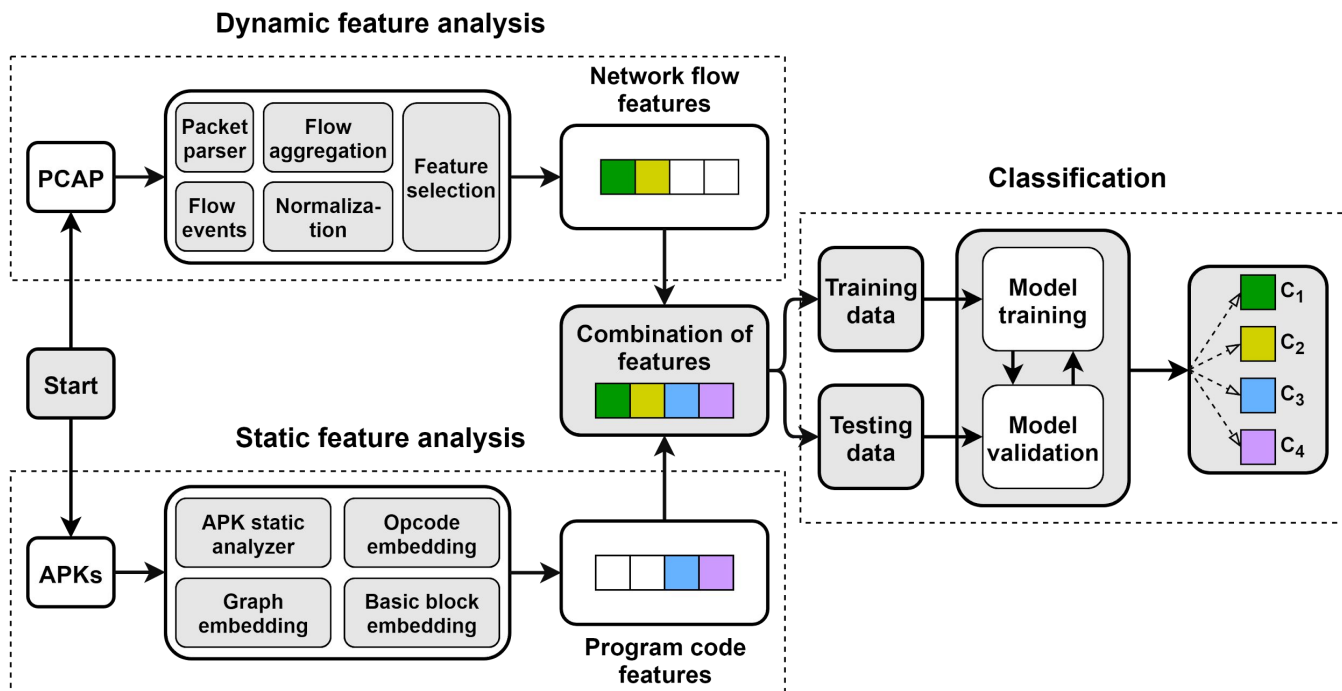 Dynamic feature analysis
Network flow
features
Packet
parser
Flow
aggregation
Feature
selection
PCAP
Flow
events
Normaliza-
tion
Classification
Training
data
Model
training
C1
C2
C3
C4
Combination of
features
Start
Testing
data
Model
validation
Static feature analysis
APK static
analyzer
Opcode
embedding
APKs
Graph
embedding
Basic block
embedding
Program code
features